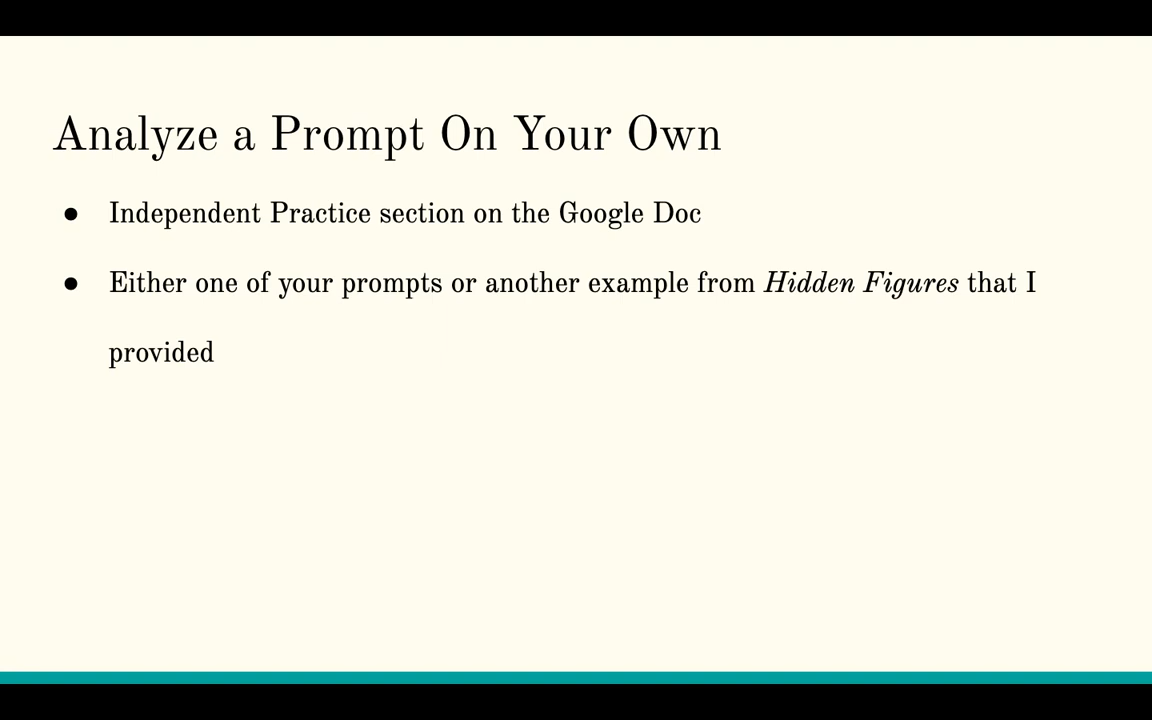 Analyze a Prompt On Your Own
● Independent Practice section on the Google Doc
● Either one of your prompts or another example from Hidden Figures that I
provided